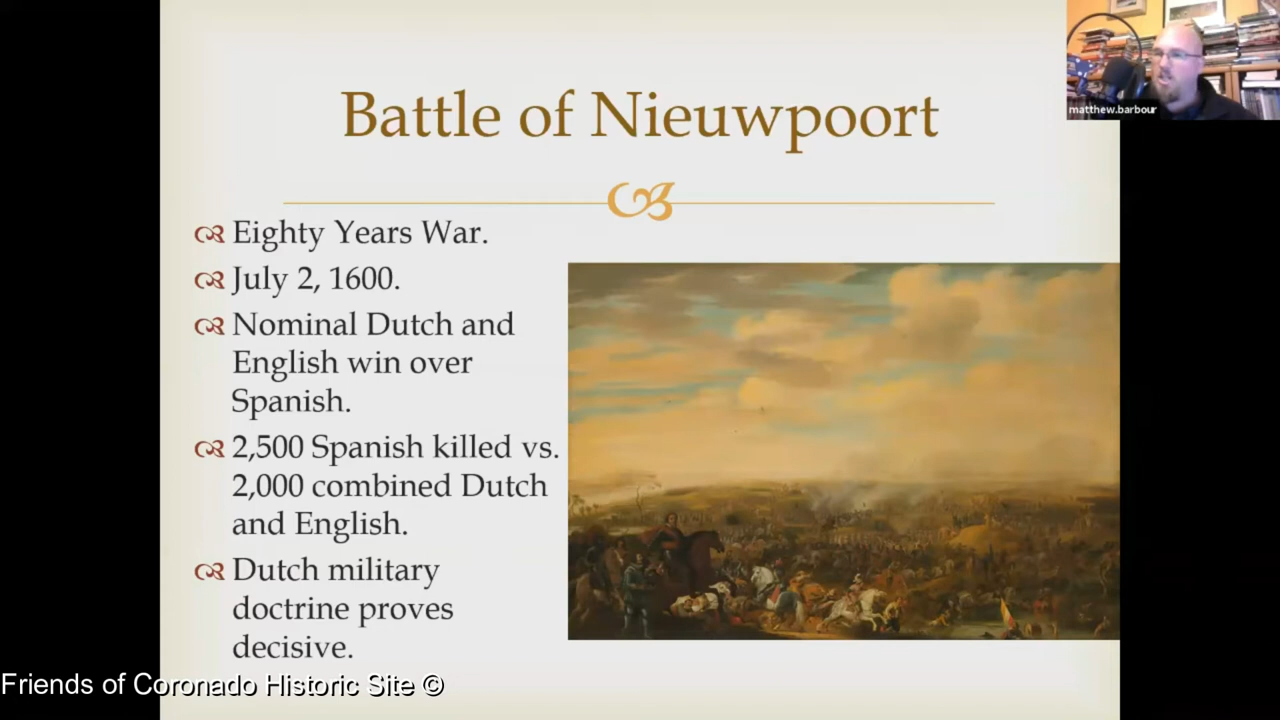 matthew.barbour
Battle of Nieuwpoort
Eighty Years War.
July 2, 1600.
Nominal Dutch and
English win over
Spanish.
2,500 Spanish killed vs.
2,000 combined Dutch
and English.
Dutch military
doctrine proves
decisive.
Friends of Coronado Historic Site ©